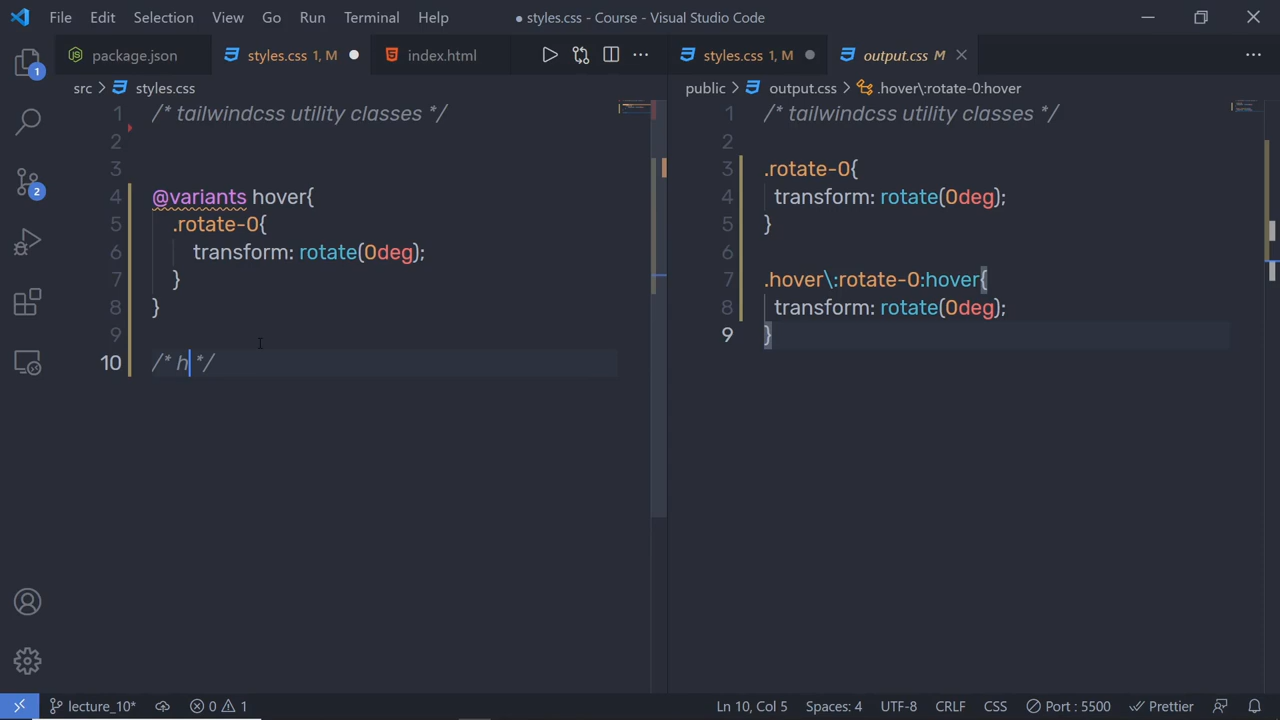 File Edit Selection View Go Run Terminal Help
● styles.css - Course - Visual Studio Code
package.json
styles.css 1, M
index.html
styles.css 1, M
output.css M
src > styles.css
1 /* tailwindcss utility classes */
2
3
4 @variants hover{
5 .rotate-0{
6 transform: rotate(0deg);
7 }
8 }
9
10 /* h */
public > output.css > .hover\:rotate-0:hover
1 /* tailwindcss utility classes */
2
3 .rotate-0{
4 transform: rotate(0deg);
5 }
6
7 .hover\:rotate-0:hover{
8 transform: rotate(0deg);
9 }
1
2
lecture_10* 0 1 Ln 10, Col 5 Spaces: 4 UTF-8 CRLF CSS Port : 5500 Prettier